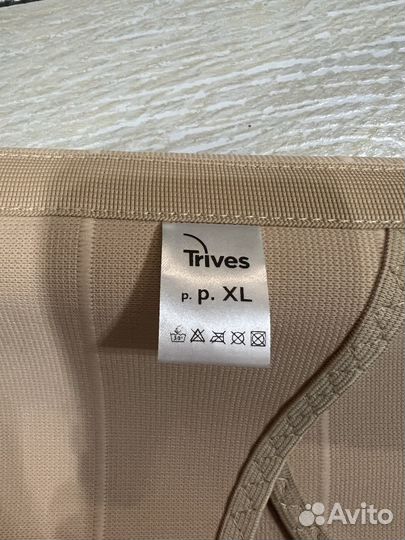 Trives
р. р. XL
30°
Avito